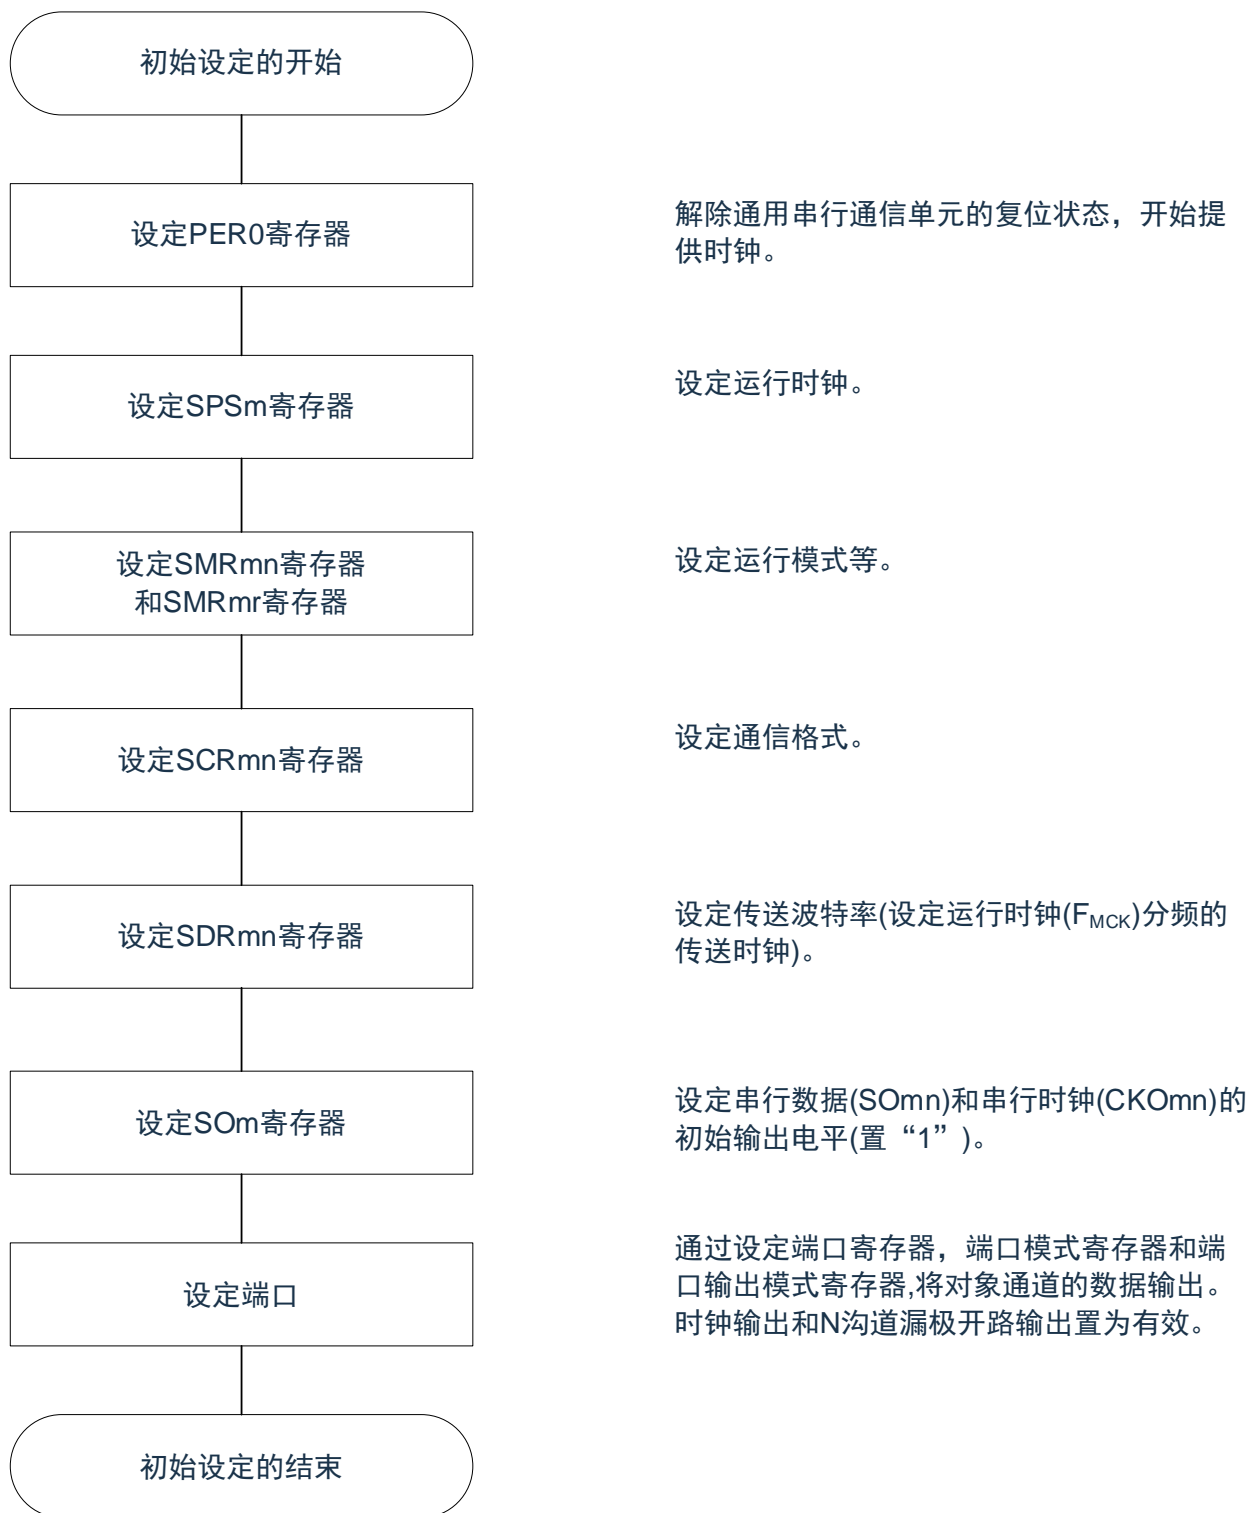 初始设定的开始
设定PER0寄存器
解除通用串行通信单元的复位状态，开始提
供时钟。
设定SPSm寄存器
设定运行时钟。
设定SMRmn寄存器
和SMRmr寄存器
设定运行模式等。
设定SCRmn寄存器
设定通信格式。
设定SDRmn寄存器
设定传送波特率(设定运行时钟(FMCK)分频的
传送时钟)。
设定SOm寄存器
设定串行数据(SOmn)和串行时钟(CKOmn)的
初始输出电平(置“1”)。
设定端口
通过设定端口寄存器，端口模式寄存器和端
口输出模式寄存器,将对象通道的数据输出。
时钟输出和N沟道漏极开路输出置为有效。
初始设定的结束